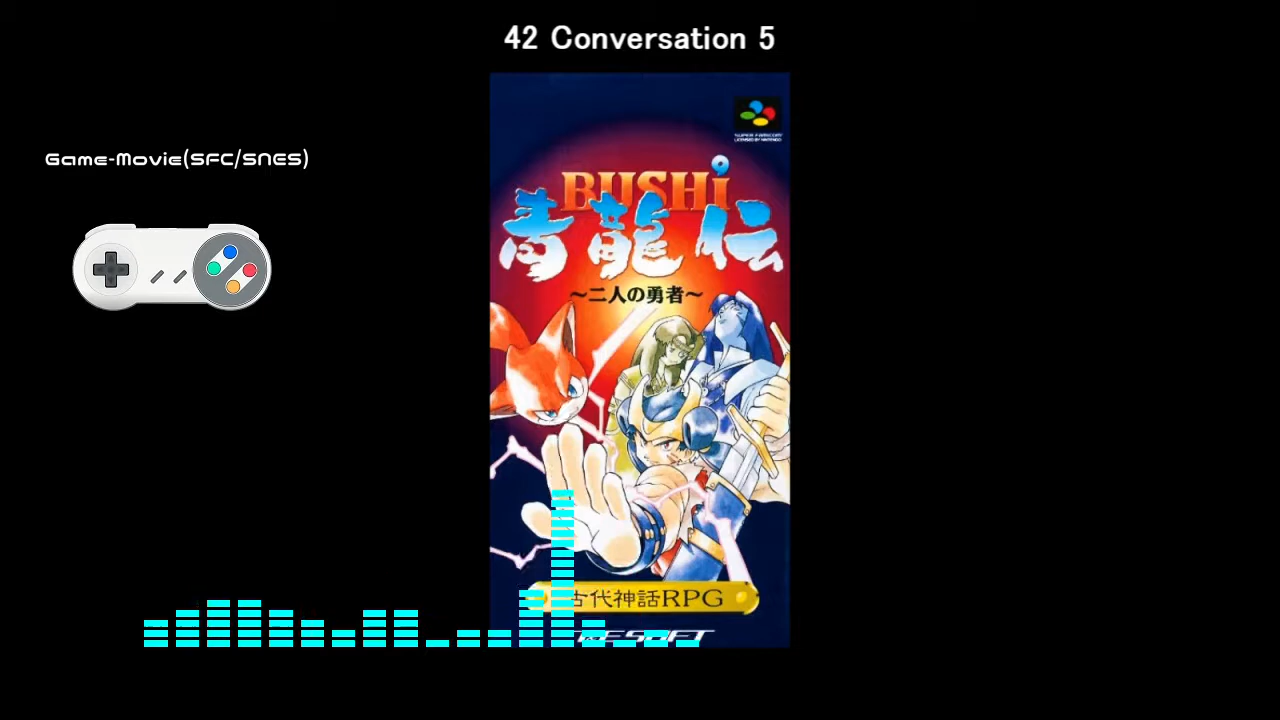 42 Conversation 5
Game-Movie(SFC/SNES)
SUPER FAMICOM
LICENSED BY NINTENDO
BUSHi
青龍伝
～二人の勇者～
古代神話RPG